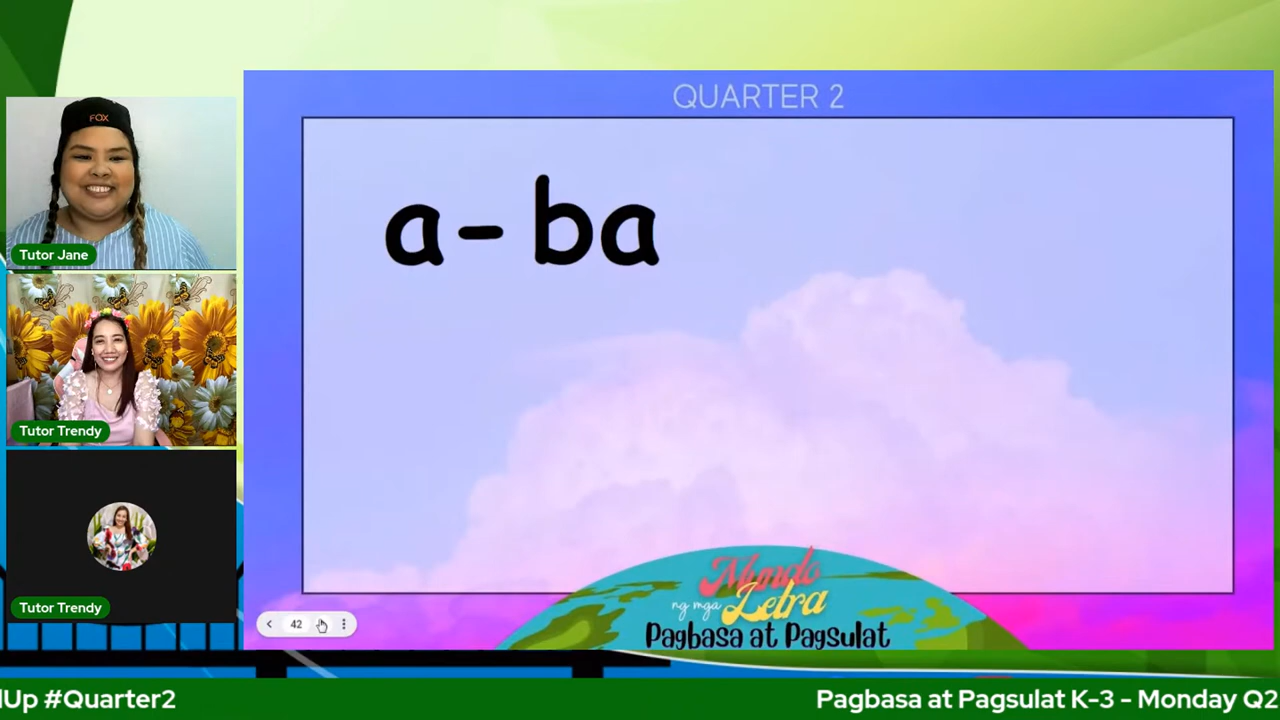 QUARTER 2
FOX
a- ba
Tutor Jane
Tutor Trendy
Tutor Trendy
42
Mundo
ng mga Letra
Pagbasa at Pagsulat
lUp #Quarter2
Pagbasa at Pagsulat K-3 - Monday Q2